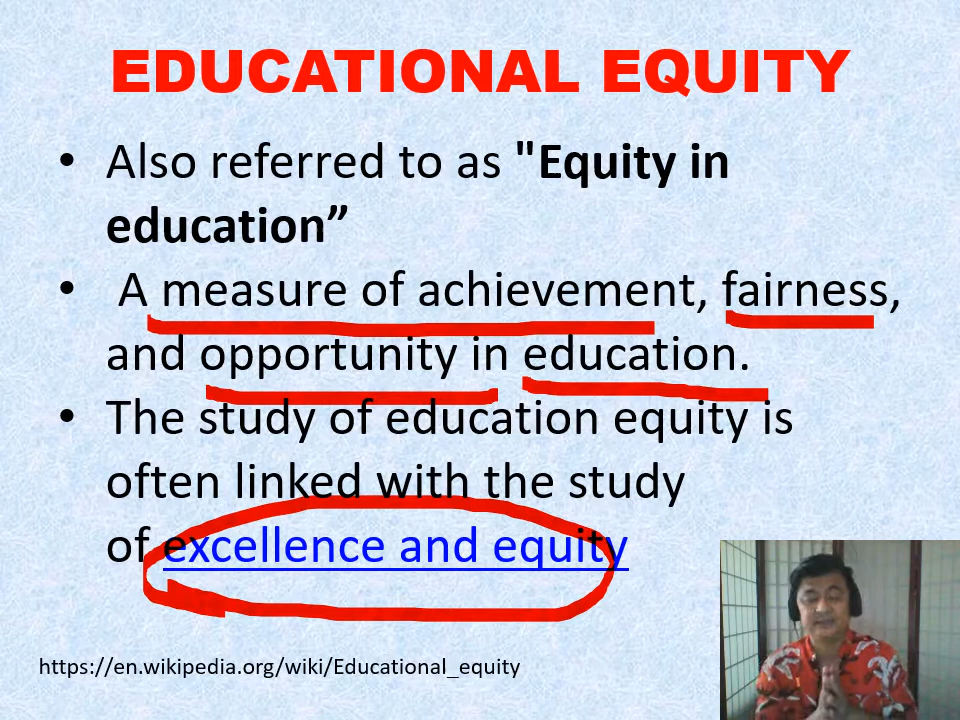 EDUCATIONAL EQUITY
• Also referred to as "Equity in
education”
• A measure of achievement, fairness,
and opportunity in education.
• The study of education equity is
often linked with the study
of excellence and equity
https://en.wikipedia.org/wiki/Educational_equity